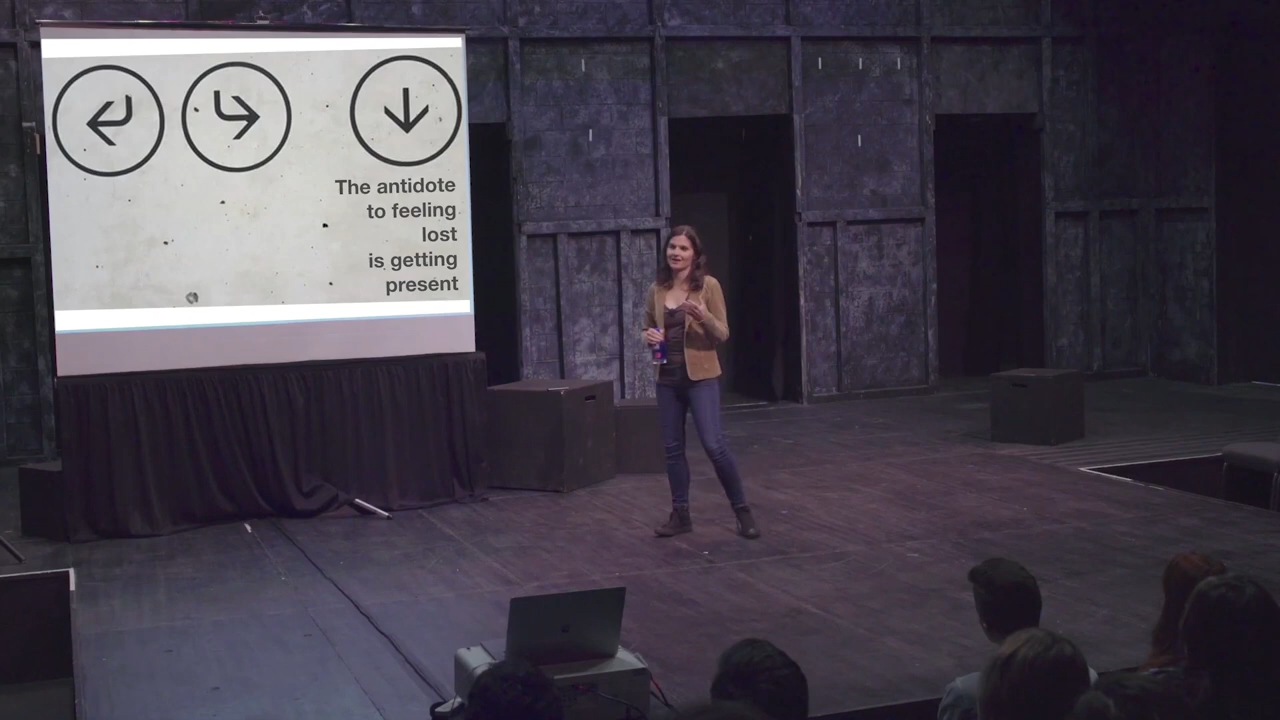 The antidote
to feeling
lost
is getting
present